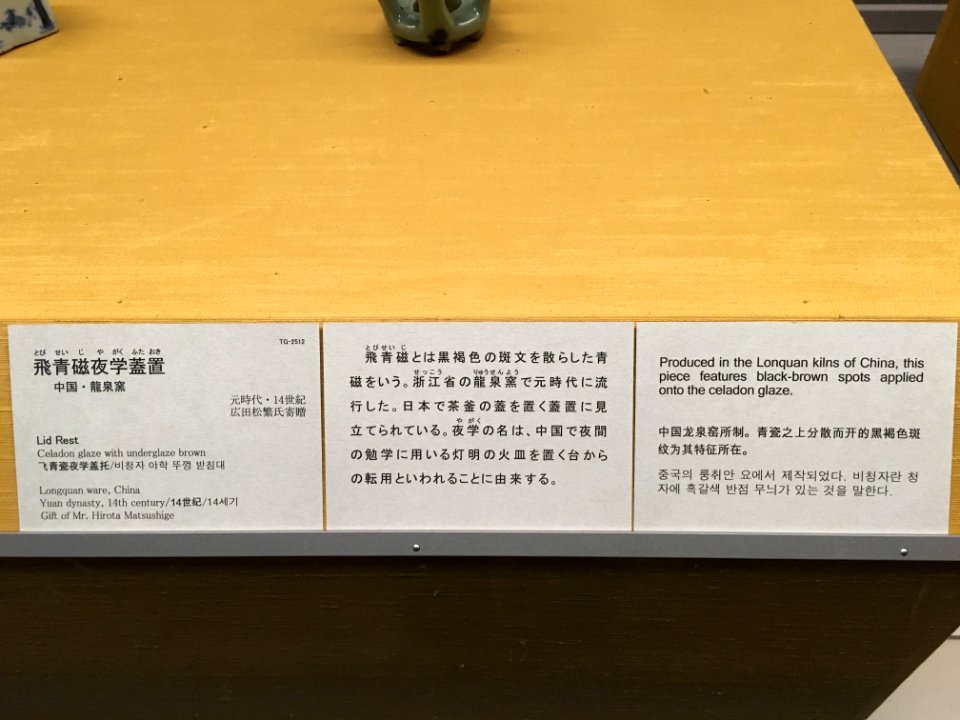 とびせいじやがくふたおき
飛青磁夜学蓋置
中国・龍泉窯
TG-2512
元時代・14世紀
広田松繁氏寄贈
Lid Rest
Celadon glaze with underglaze brown
飞青瓷夜学盖托/비청자 야학 뚜껑 받침대
Longquan ware, China
Yuan dynasty, 14th century/14世纪/14세기
Gift of Mr. Hirota Matsushige
とびせいじ
飛青磁とは黒褐色の斑文を散らした青
せっこう りゅうせんよう
磁をいう。浙江省の龍泉窯で元時代に流
行した。日本で茶釜の蓋を置く蓋置に見
やがく
立てられている。夜学の名は、中国で夜間
の勉学に用いる灯明の火皿を置く台から
の転用といわれることに由来する。
Produced in the Lonquan kilns of China, this
piece features black-brown spots applied
onto the celadon glaze.
中国龙泉窑所制。青瓷之上分散而开的黑褐色斑
纹为其特征所在。
중국의 룽취안 요에서 제작되었다. 비청자란 청
자에 흑갈색 반점 무늬가 있는 것을 말한다.